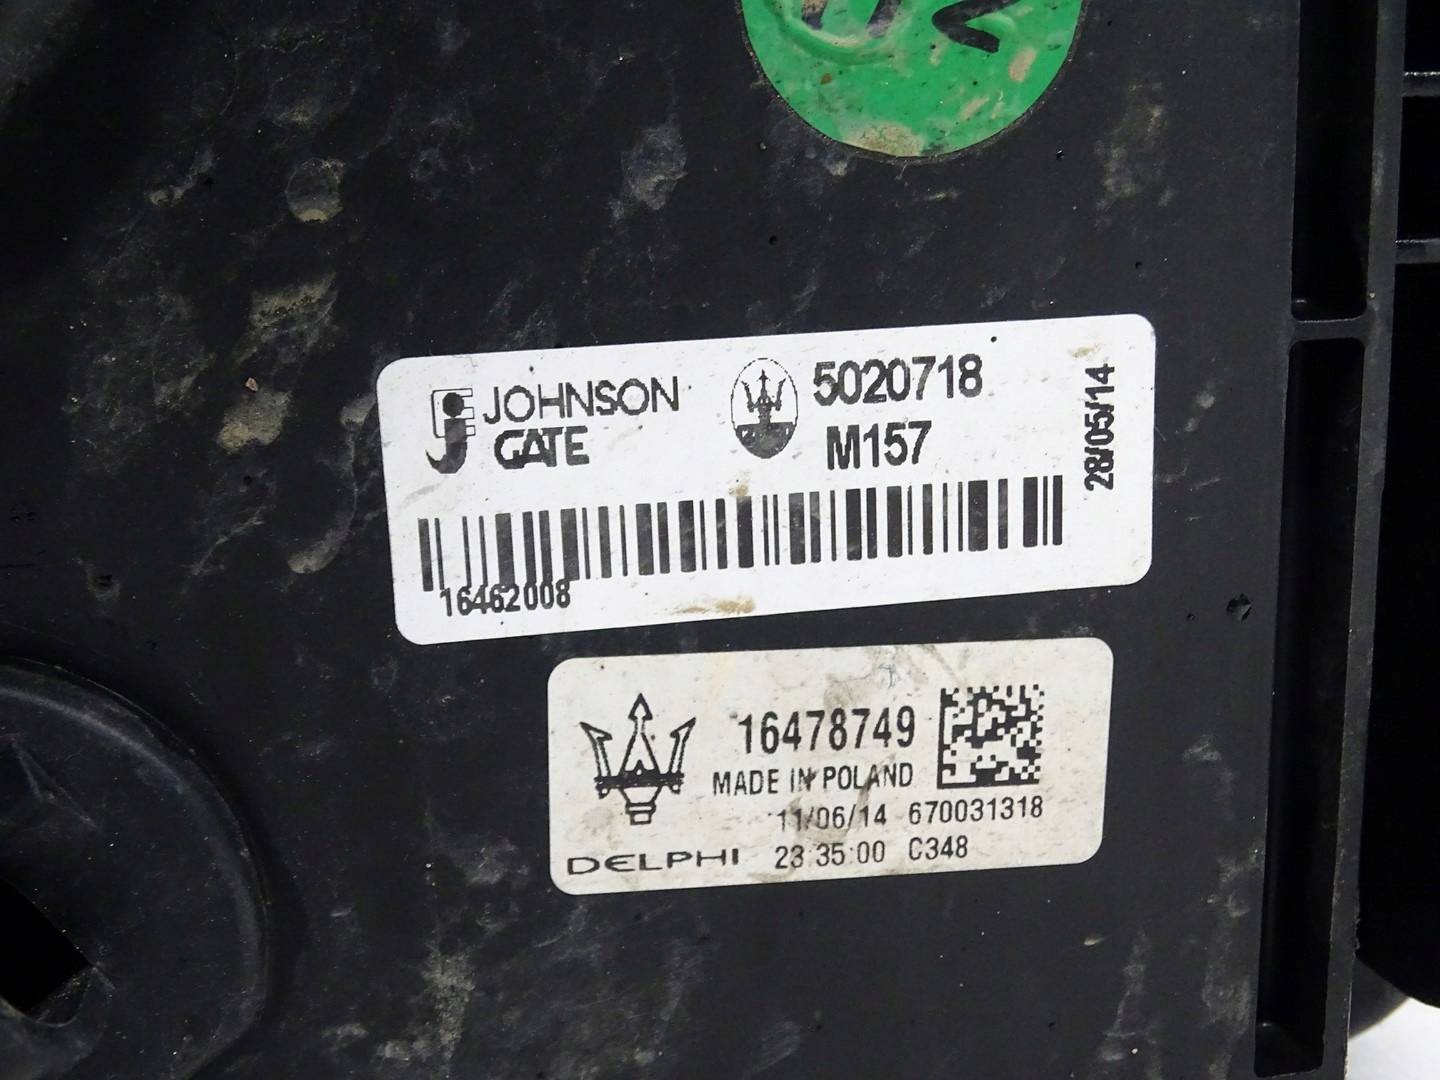 JOHNSON
GATE
5020718
M157
28/05/14
16462008
16478749
MADE IN POLAND
11/06/14 670031318
DELPHI 23:35:00 C348